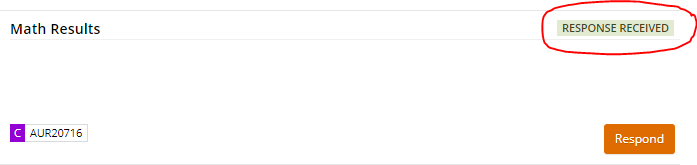 Math Results
RESPONSE RECEIVED
C AUR20716
Respond